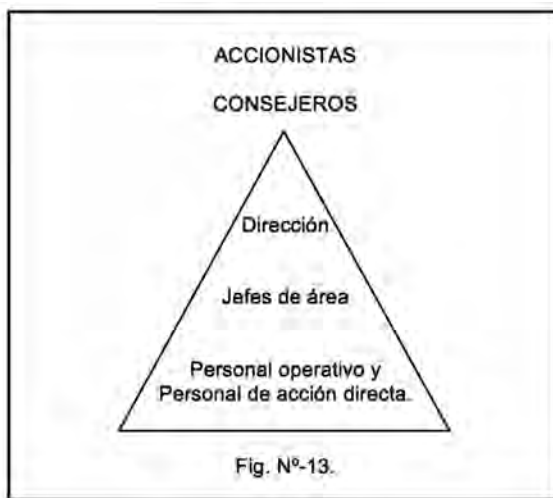 ACCIONISTAS
CONSEJEROS
Dirección
Jefes de área
Personal operativo y
Personal de acción directa.
Fig. Nº-13.